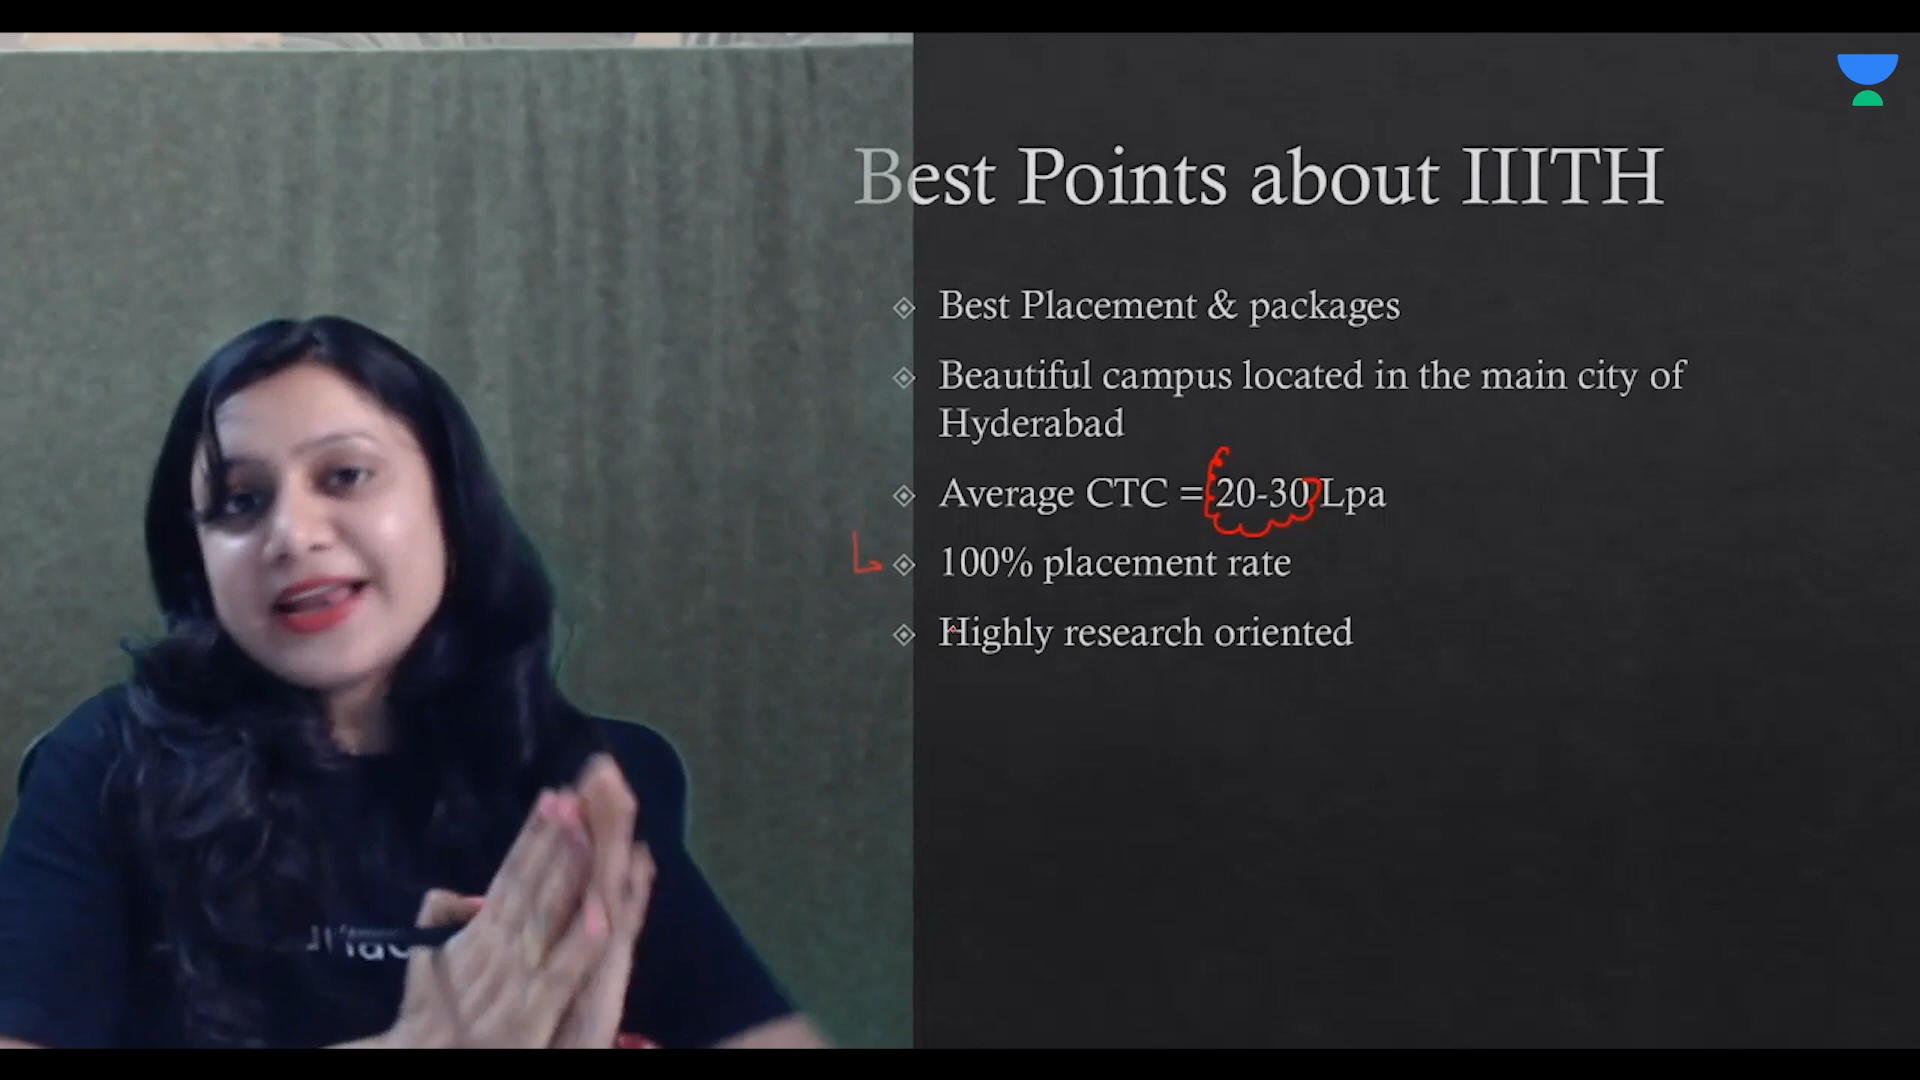 Best Points about IIITH
Best Placement & packages
Beautiful campus located in the main city of
Hyderabad
Average CTC = 20-30 Lpa
100% placement rate
Highly research oriented